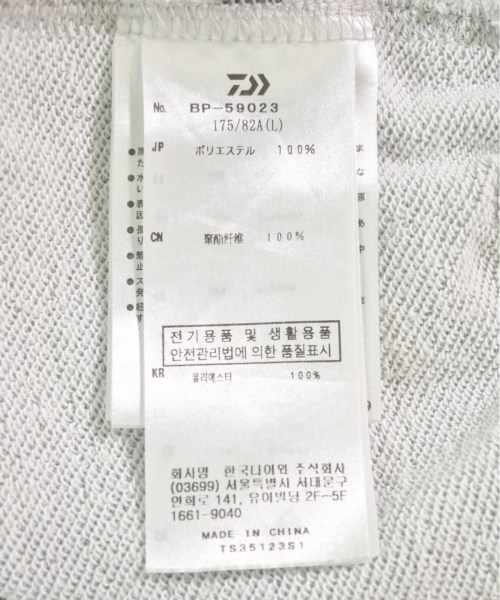 No. BP-59023
175/82A(L)
JP ポリエステル 100%
CN 聚酯纤维 100%
전기용품 및 생활용품
안전관리법에 의한 품질표시
KR 폴리에스터 100%
회사명 한국다이와 주식회사
(03699) 서울특별시 서대문구
연희로 141, 유아빌딩 2F~5F
1661-9040
MADE IN CHINA
TS35123S1